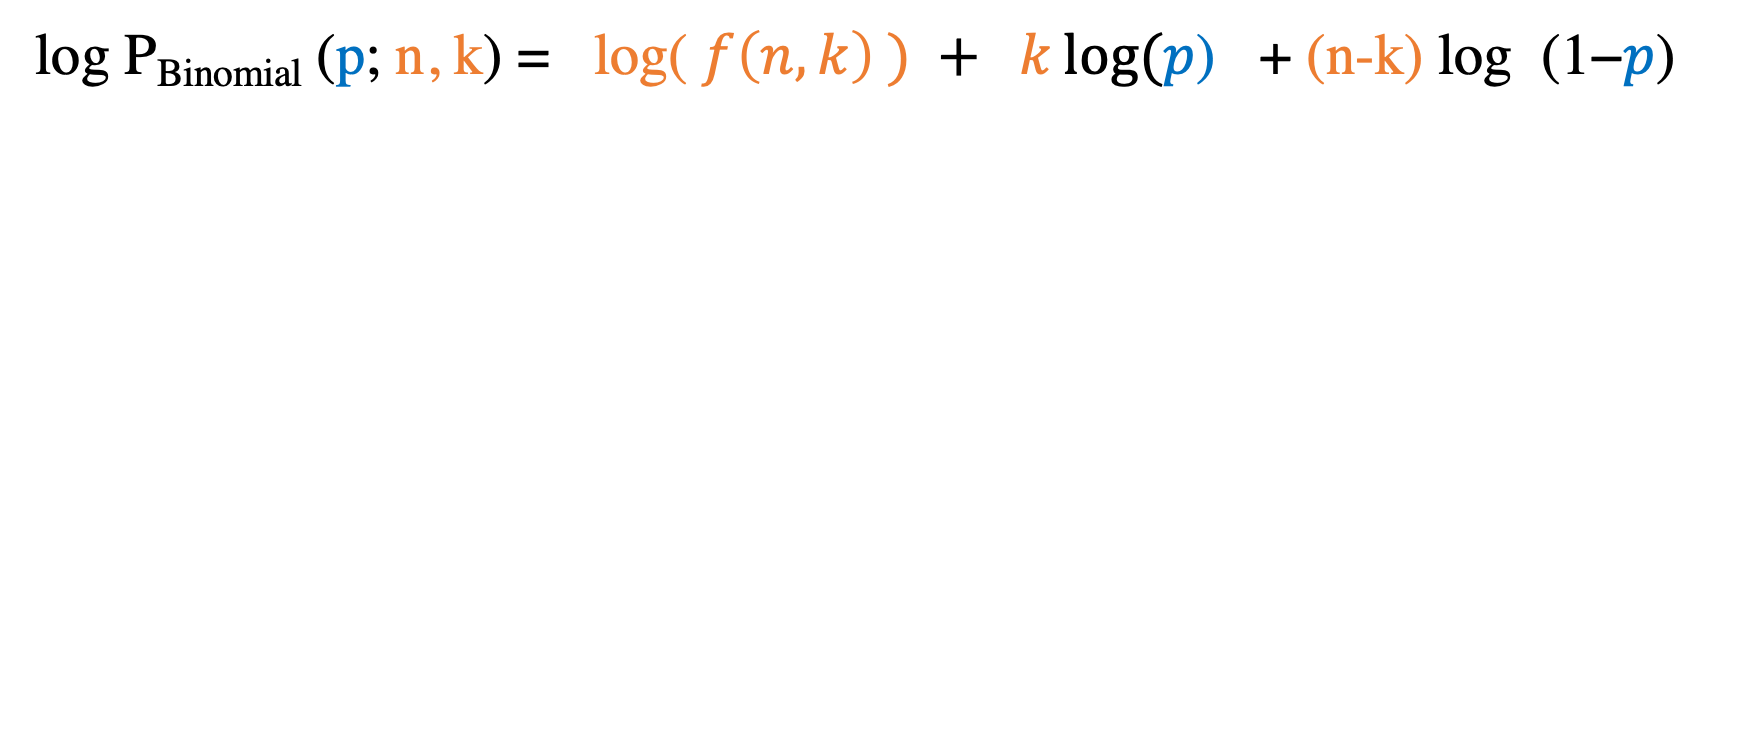 log P_Binomial (p; n, k) = log( f(n, k) ) + k log(p) + (n-k) log (1−p)